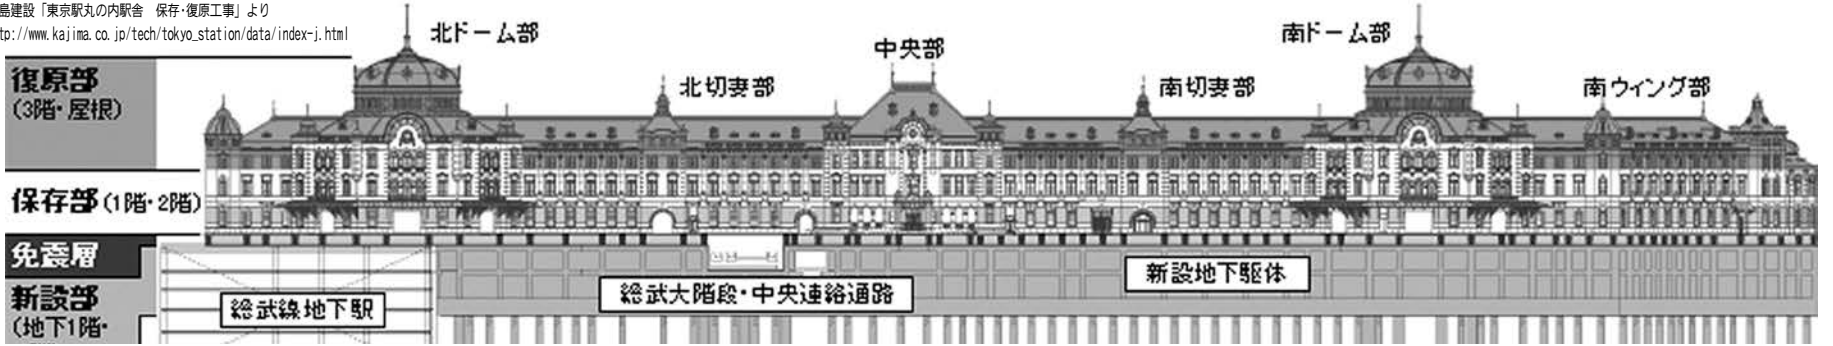 島建設「東京駅丸の内駅舎　保存・復原工事」より
tp://www.kajima.co.jp/tech/tokyo_station/data/index-j.html
北ドーム部
南ドーム部
中央部
復原部
(3階・屋根)
北切妻部
南切妻部
南ウィング部
保存部(1階・2階)
免震層
新設地下躯体
新設部
総武線地下駅
総武大階段・中央連絡通路
(地下1階・